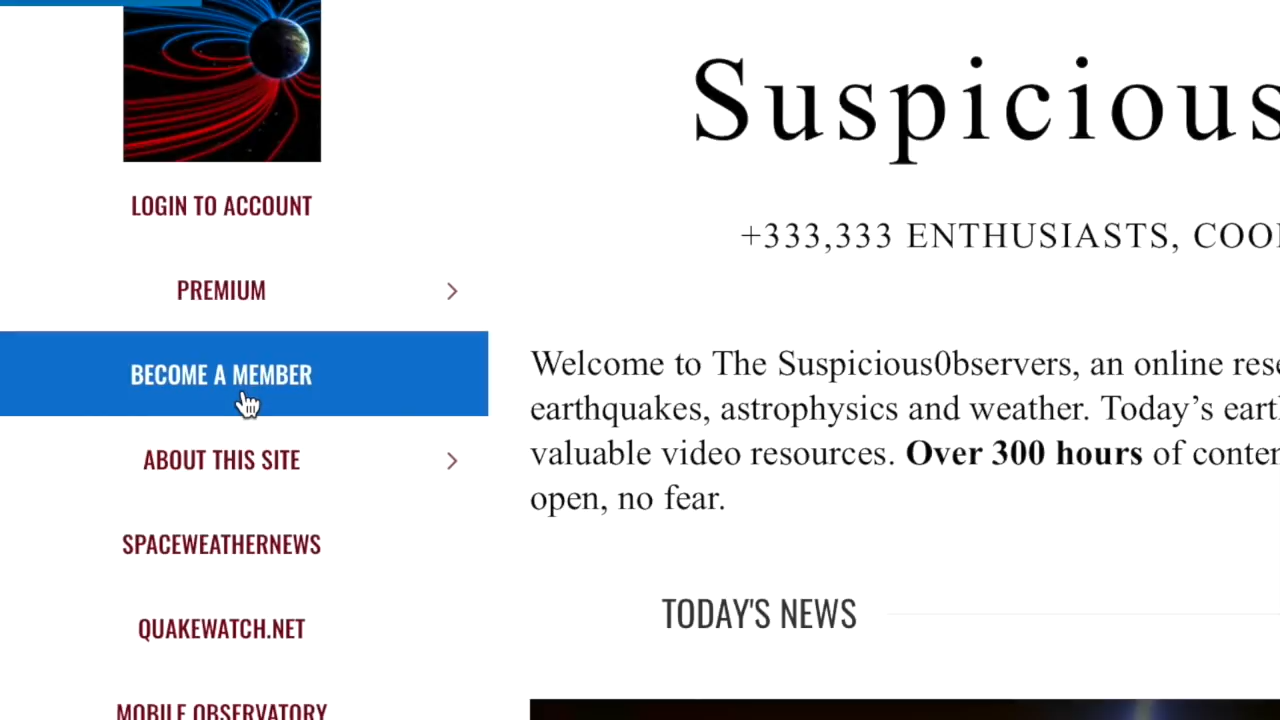 LOGIN TO ACCOUNT
PREMIUM
BECOME A MEMBER
ABOUT THIS SITE
SPACEWEATHERNEWS
QUAKEWATCH.NET
MOBILE OBSERVATORY
Suspicious
+333,333 ENTHUSIASTS,
Welcome to The Suspicious0bservers, an online
earthquakes, astrophysics and weather. Today’s
valuable video resources. Over 300 hours of
open, no fear.
TODAY'S NEWS